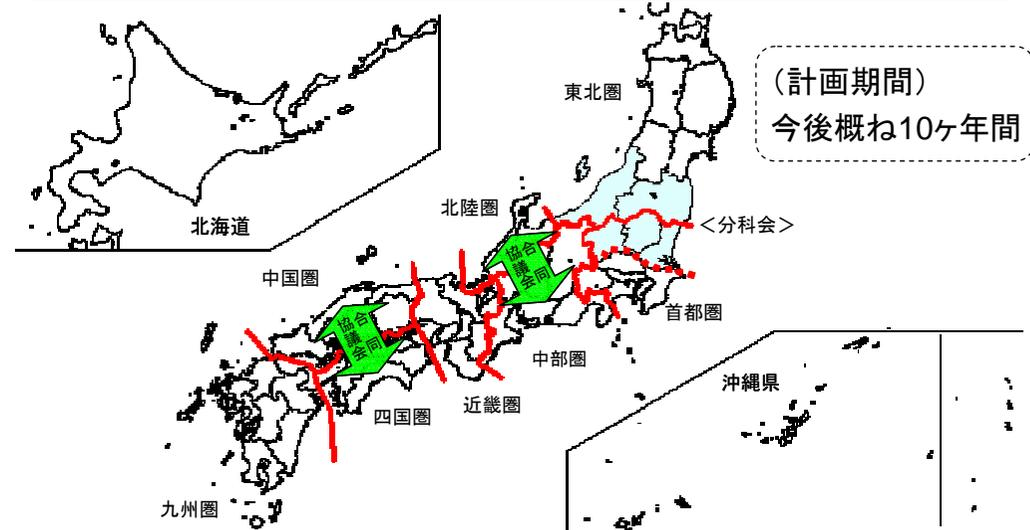 東北圏
(計画期間)
今後概ね10ヶ年間
北陸圏
<分科会>
北海道
合同
協議会
中国圏
首都圏
合同
協議会
中部圏
沖縄県
近畿圏
四国圏
九州圏